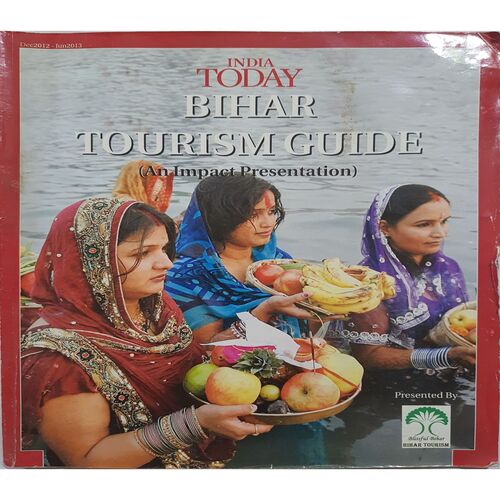 Dec2012 - Jun2013
INDIA
TODAY
BIHAR
TOURISM GUIDE
(An Impact Presentation)
Presented By
Blissful Bihar
BIHAR TOURISM